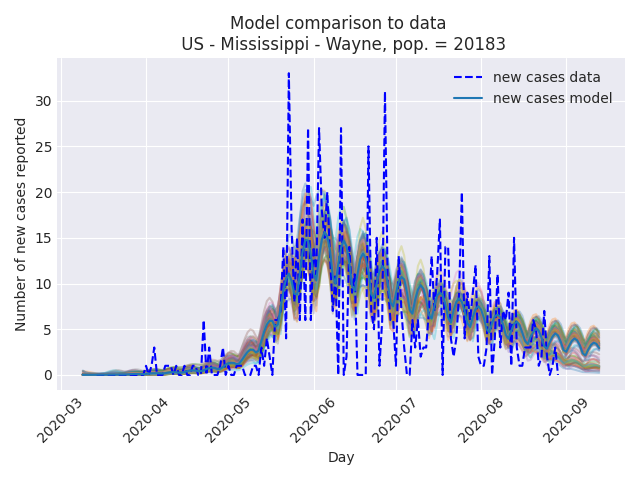 Model comparison to data
US - Mississippi - Wayne, pop. = 20183
new cases data
new cases model
Number of new cases reported
30
25
20
15
10
5
0
2020-03
2020-04
2020-05
2020-06
2020-07
2020-08
2020-09
Day